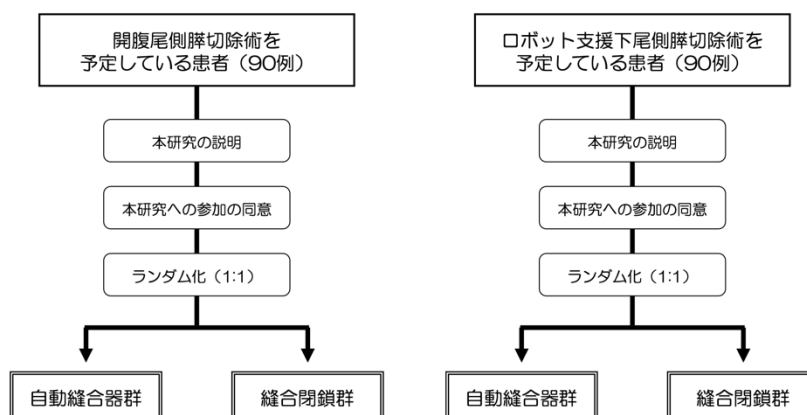 開腹尾側膵切除術を
予定している患者（90例）
本研究の説明
本研究への参加の同意
ランダム化（1:1）
自動縫合器群
縫合閉鎖群
ロボット支援下尾側膵切除術を
予定している患者（90例）
本研究の説明
本研究への参加の同意
ランダム化（1:1）
自動縫合器群
縫合閉鎖群